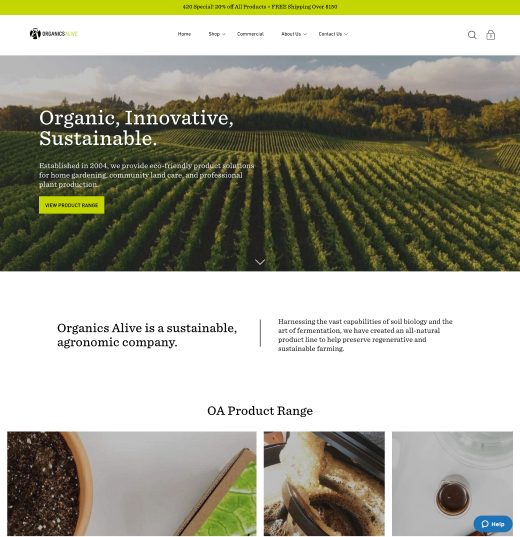 420 Special: 20% off All Products + FREE Shipping Over $150
ORGANICSALIVE
Home
Shop
Commercial
About Us
Contact Us
Organic, Innovative,
Sustainable.
Established in 2004, we provide eco-friendly product solutions
for home gardening, community land care, and professional
plant production.
VIEW PRODUCT RANGE
Organics Alive is a sustainable,
agronomic company.
Harnessing the vast capabilities of soil biology and the
art of fermentation, we have created an all-natural
product line to help preserve regenerative and
sustainable farming.
OA Product Range
Help